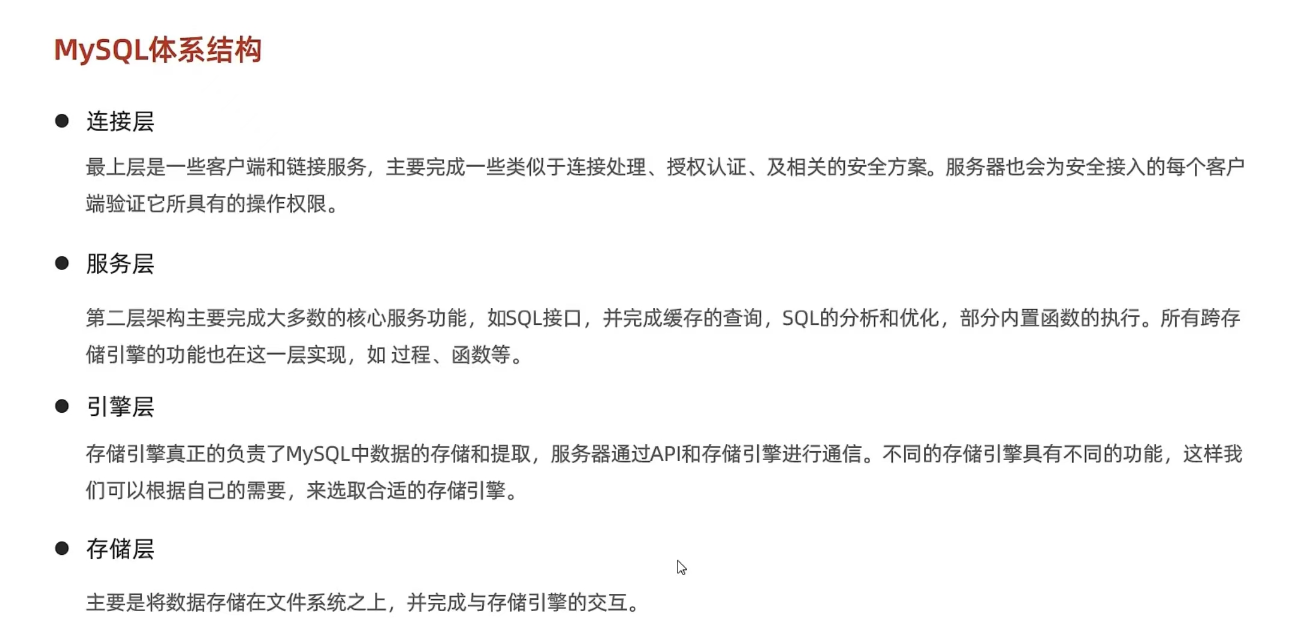 MySQL体系结构
连接层
最上层是一些客户端和链接服务，主要完成一些类似于连接处理、授权认证、及相关的安全方案。服务器也会为安全接入的每个客户
端验证它所具有的操作权限。
服务层
第二层架构主要完成大多数的核心服务功能，如SQL接口，并完成缓存的查询，SQL的分析和优化，部分内置函数的执行。所有跨存
储引擎的功能也在这一层实现，如 过程、函数等。
引擎层
存储引擎真正的负责了MySQL中数据的存储和提取，服务器通过API和存储引擎进行通信。不同的存储引擎具有不同的功能，这样我
们可以根据自己的需要，来选取合适的存储引擎。
存储层
主要是将数据存储在文件系统之上，并完成与存储引擎的交互。